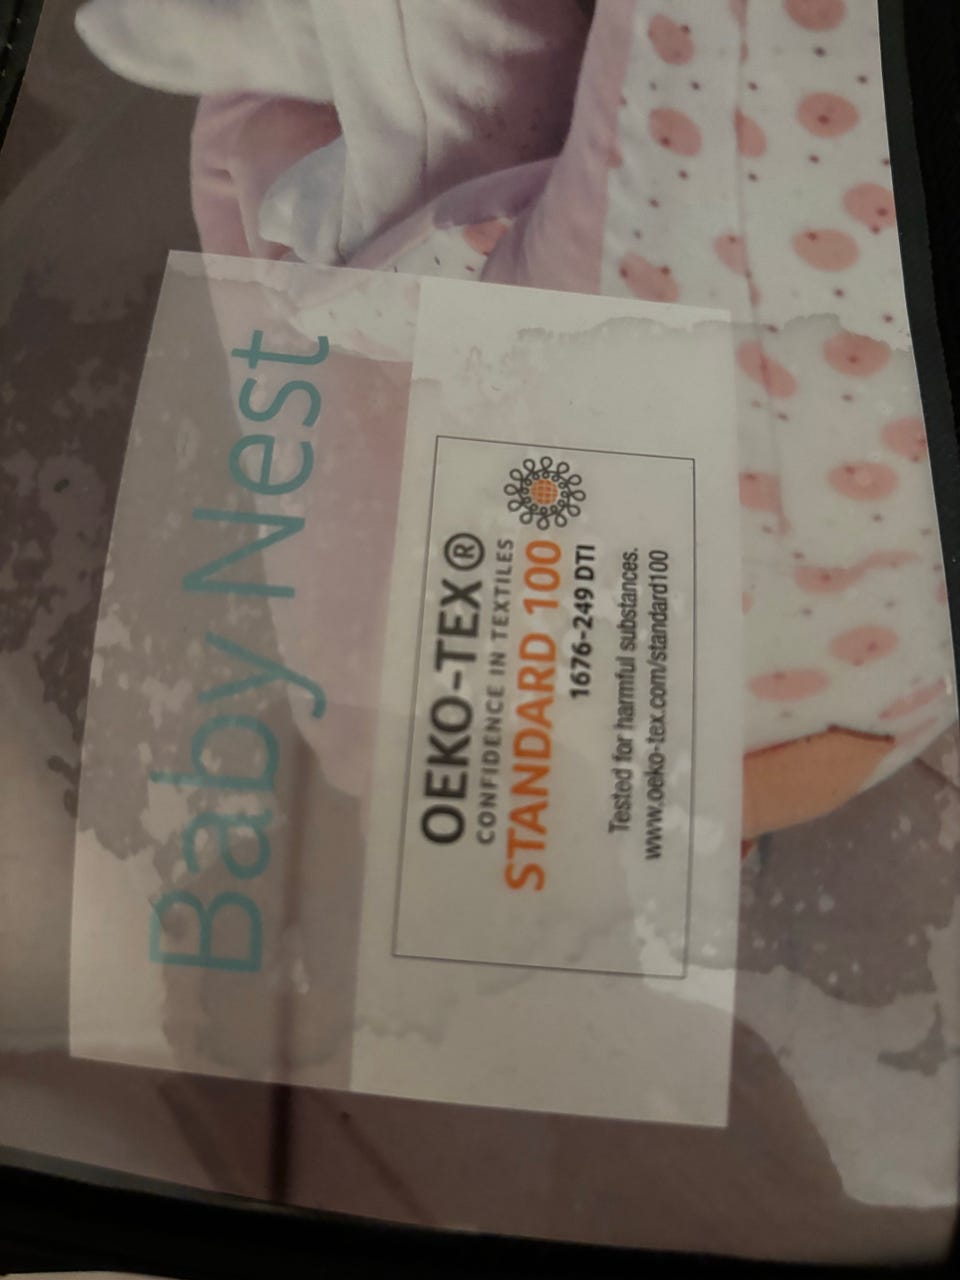 Baby Nest
OEKO-TEX®
CONFIDENCE IN TEXTILES
STANDARD 100
1676-249 DTI
Tested for harmful substances.
www.oeko-tex.com/standard100